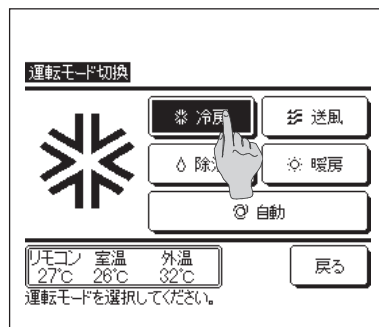 運転モード切換
冷房
送風
除湿
暖房
自動
リモコン 室温 外温
27℃ 26℃ 32℃
戻る
運転モードを選択してください。